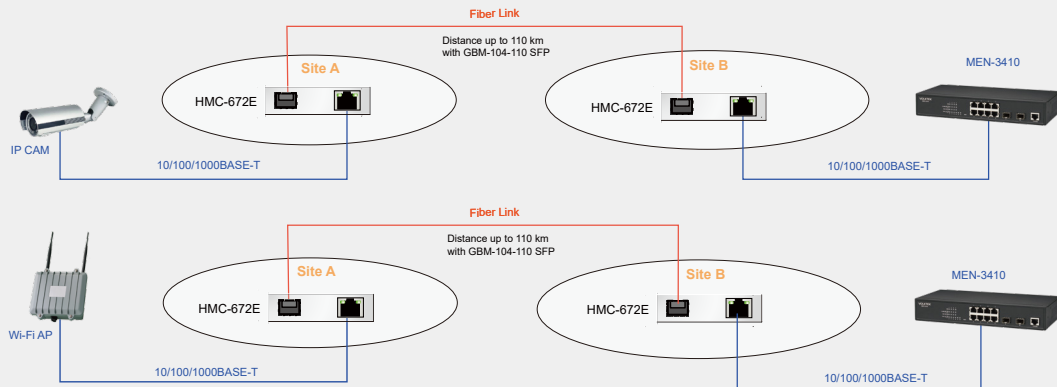 Fiber Link
Distance up to 110 km
with GBM-104-110 SFP
Site A
Site B
MEN-3410
HMC-672E
HMC-672E
IP CAM
10/100/1000BASE-T
10/100/1000BASE-T
Fiber Link
Distance up to 110 km
with GBM-104-110 SFP
Site A
Site B
MEN-3410
HMC-672E
HMC-672E
Wi-Fi AP
10/100/1000BASE-T
10/100/1000BASE-T